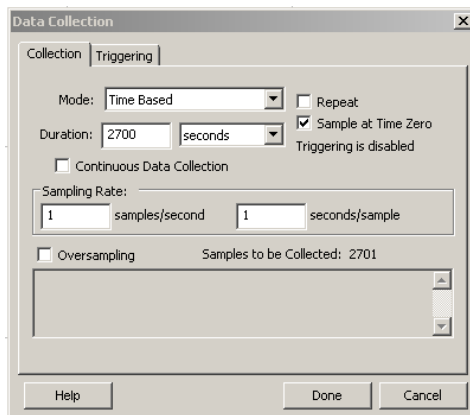 Data Collection
Collection Triggering
Mode: Time Based Repeat
Sample at Time Zero
Duration: 2700 seconds
Triggering is disabled
Continuous Data Collection
Sampling Rate:
1 samples/second 1 seconds/sample
Oversampling Samples to be Collected: 2701
Help Done Cancel